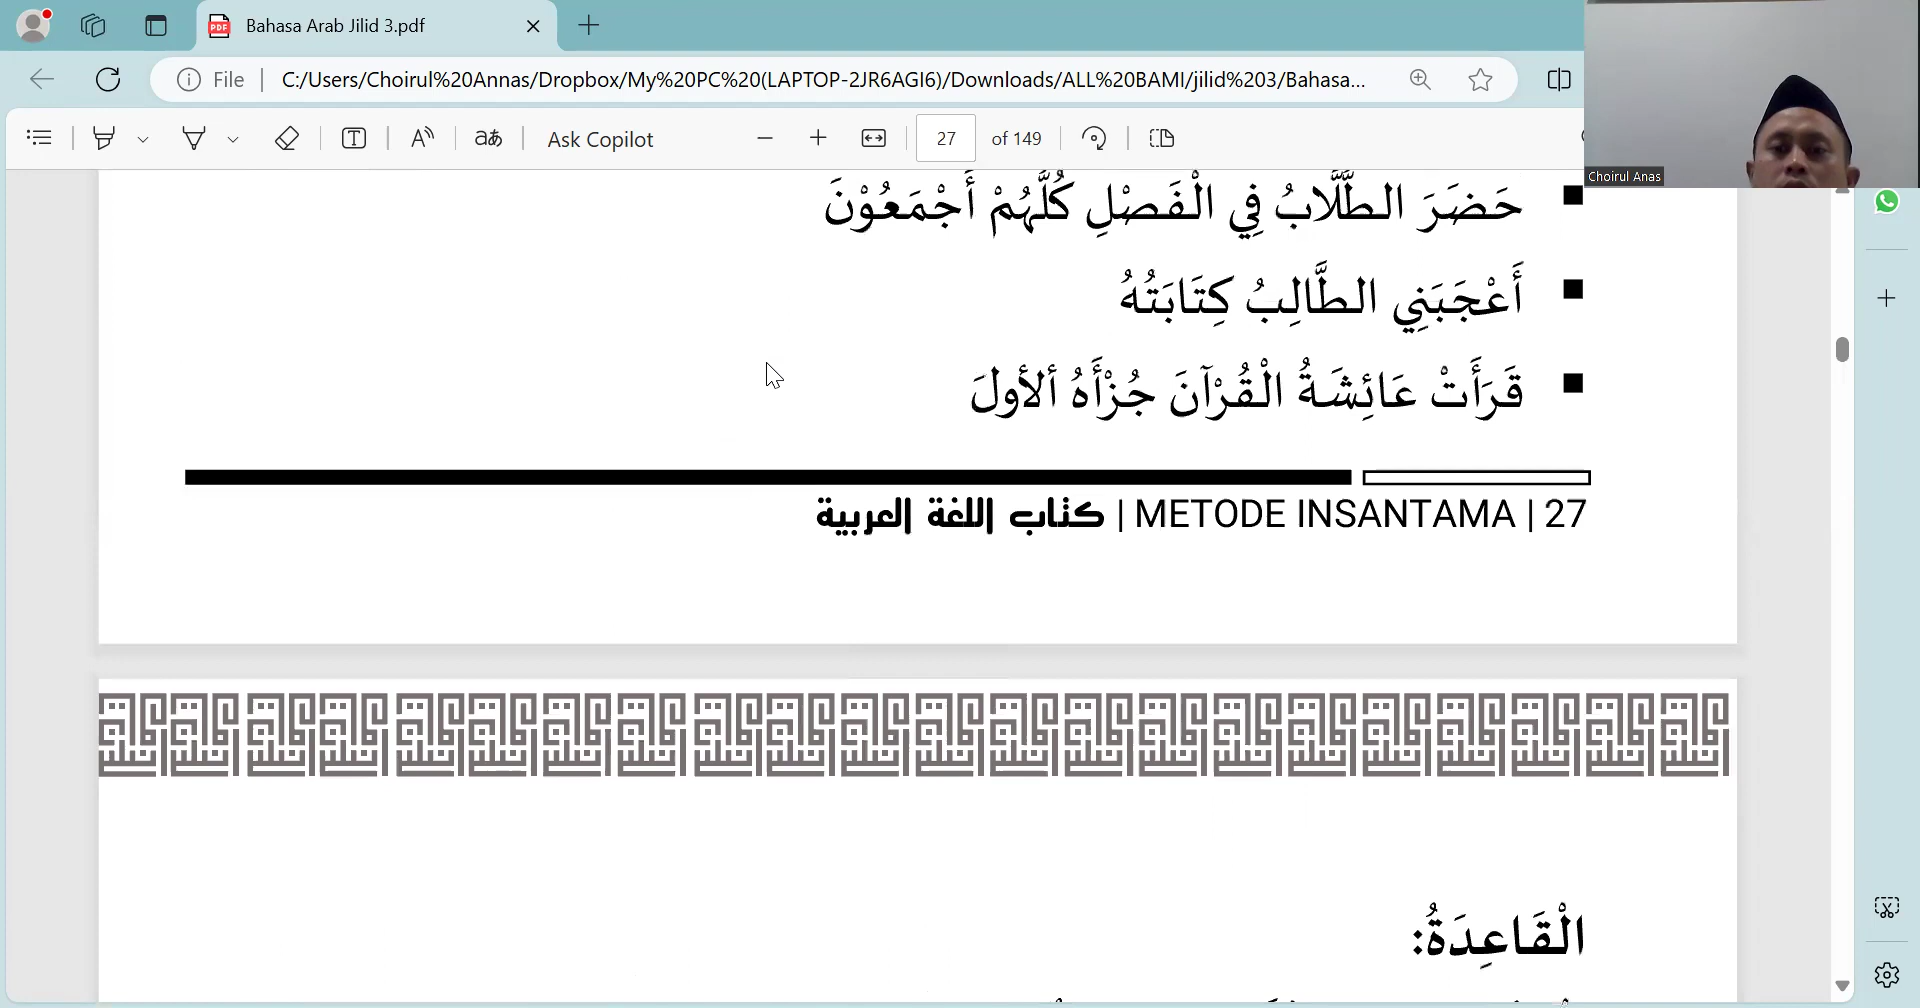 Bahasa Arab Jilid 3.pdf
File
C:/Users/Choirul%20Annas/Dropbox/My%20PC%20(LAPTOP-2JR6AGI6)/Downloads/ALL%20BAMI/jilid%203/Bahasa...
Ask Copilot
27 of 149
Choirul Anas
حَضَرَ الطُّلَّابُ فِي الْفَصْلِ كُلُّهُمْ أَجْمَعُوْنَ
أَعْجَبَنِي الطَّالِبُ كِتَابَتُهُ
قَرَأَتْ عَائِشَةُ الْقُرْآنَ جُزْأَهُ ألأولَ
كتاب اللغة العربية | METODE INSANTAMA | 27
الْقَاعِدَةُ: